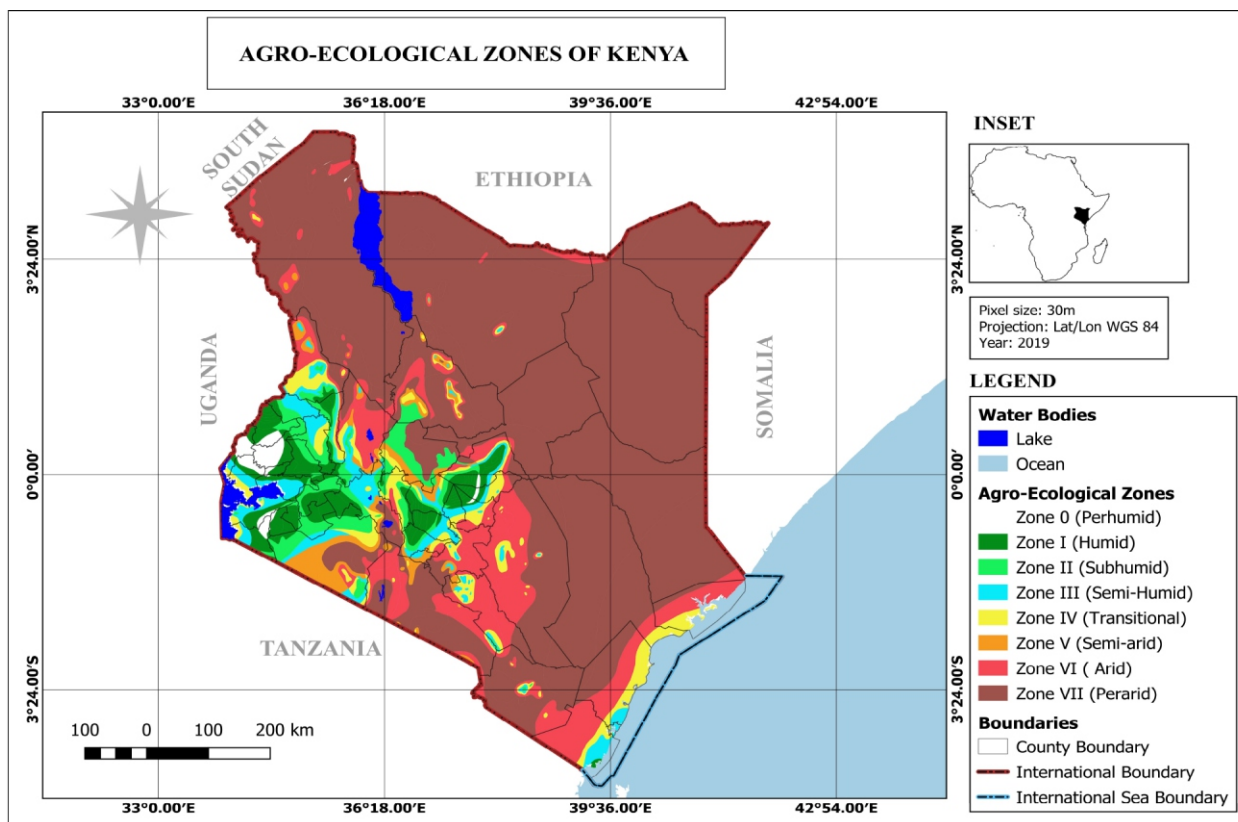 AGRO-ECOLOGICAL ZONES OF KENYA
33°0.00′E 36°18.00′E 39°36.00′E 42°54.00′E
SOUTH
SUDAN
ETHIOPIA
UGANDA
SOMALIA
TANZANIA
3°24.00′N
0°0.00′
3°24.00′S
3°24.00′N
0°0.00′
3°24.00′S
100 0 100 200 km
33°0.00′E 36°18.00′E 39°36.00′E 42°54.00′E
INSET
Pixel size: 30m
Projection: Lat/Lon WGS 84
Year: 2019
LEGEND
Water Bodies
Lake
Ocean
Agro-Ecological Zones
Zone 0 (Perhumid)
Zone I (Humid)
Zone II (Subhumid)
Zone III (Semi-Humid)
Zone IV (Transitional)
Zone V (Semi-arid)
Zone VI ( Arid)
Zone VII (Perarid)
Boundaries
County Boundary
International Boundary
International Sea Boundary